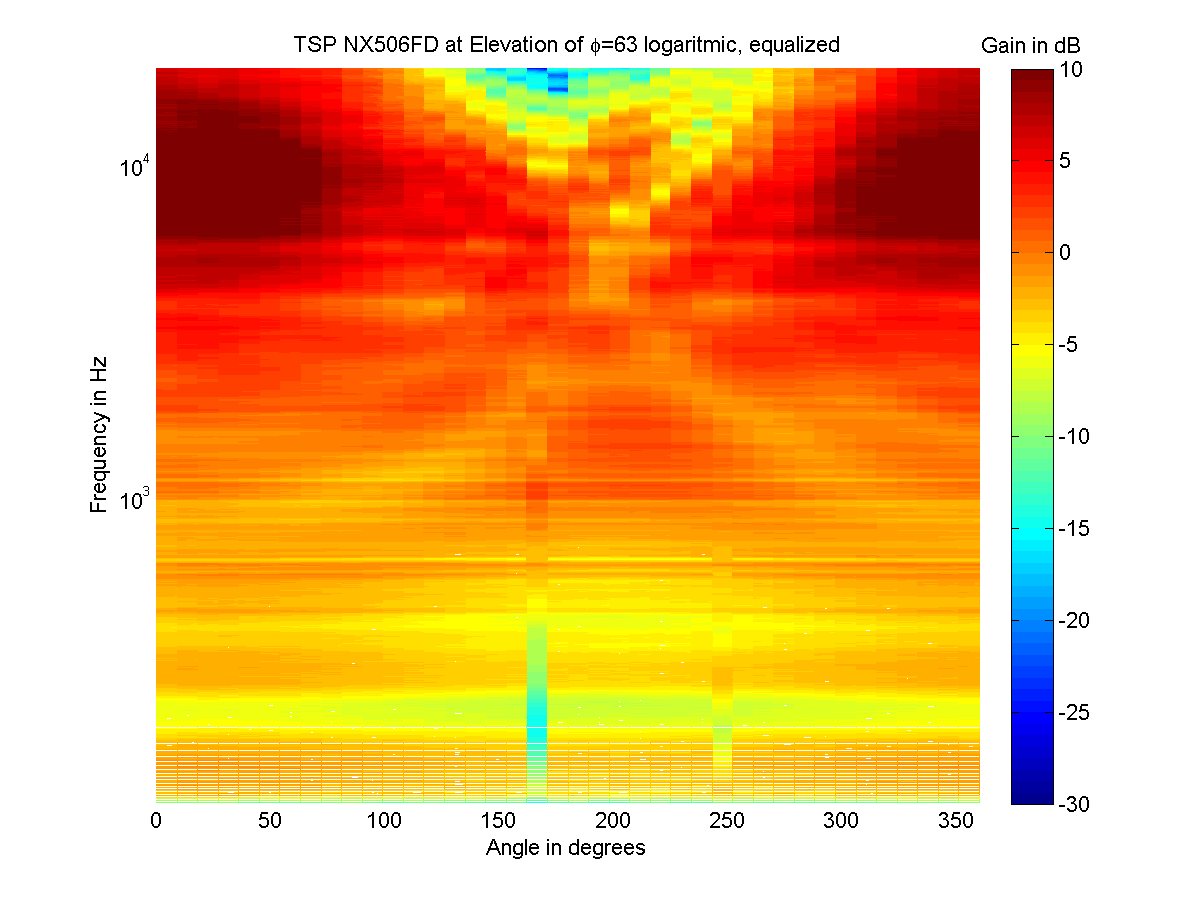 TSP NX506FD at Elevation of ϕ=63 logaritmic, equalized
Gain in dB
10
5
0
-5
-10
-15
-20
-25
-30
Frequency in Hz
10^4
10^3
0 50 100 150 200 250 300 350
Angle in degrees